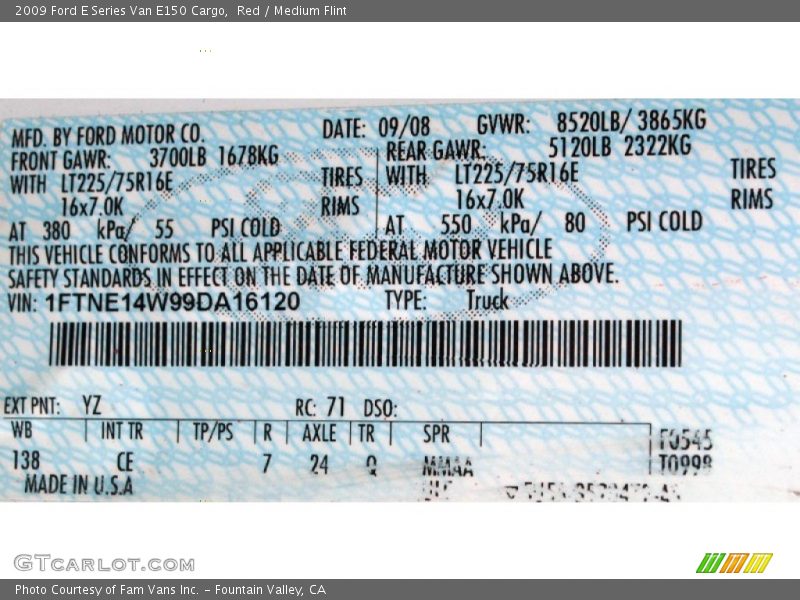 2009 Ford E Series Van E150 Cargo, Red / Medium Flint
MFD. BY FORD MOTOR CO. DATE: 09/08 GVWR: 8520LB/ 3865KG
FRONT GAWR: 3700LB 1678KG REAR GAWR: 5120LB 2322KG
WITH LT225/75R16E TIRES WITH LT225/75R16E TIRES
16x7.0K RIMS 16x7.0K RIMS
AT 380 kPa/ 55 PSI COLD AT 550 kPa/ 80 PSI COLD
THIS VEHICLE CONFORMS TO ALL APPLICABLE FEDERAL MOTOR VEHICLE
SAFETY STANDARDS IN EFFECT ON THE DATE OF MANUFACTURE SHOWN ABOVE.
VIN: 1FTNE14W99DA16120 TYPE: Truck
EXT PNT: YZ RC: 71 DSO:
WB INT TR TP/PS R AXLE TR SPR F0545
138 CE 7 24 Q MMAA T0998
MADE IN U.S.A
GTCARLOT.COM
Photo Courtesy of Fam Vans Inc. - Fountain Valley, CA